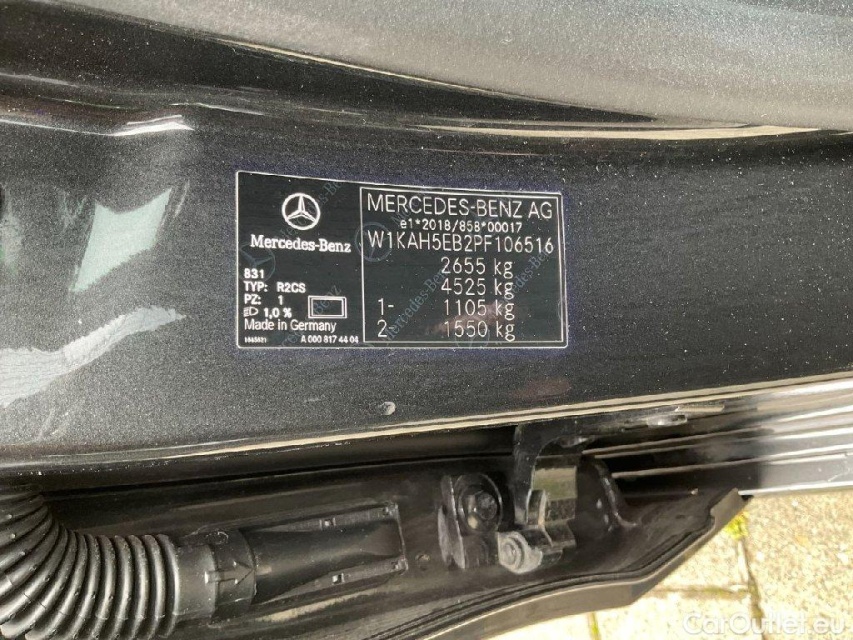 Mercedes-Benz
831
TYP: R2CS
PZ: 1
1,0 %
Made in Germany
A 000 817 44 04
MERCEDES-BENZ AG
e1*2018/858*00017
W1KAH5EB2PF106516
2655 kg
4525 kg
1- 1105 kg
2- 1550 kg
CarOutlet.eu